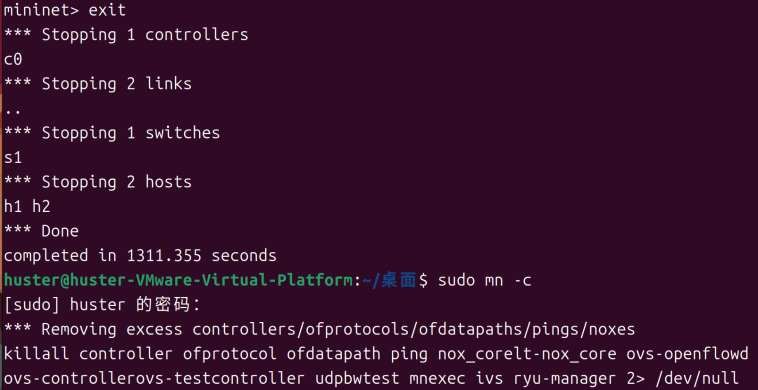 mininet> exit
*** Stopping 1 controllers
c0
*** Stopping 2 links
..
*** Stopping 1 switches
s1
*** Stopping 2 hosts
h1 h2
*** Done
completed in 1311.355 seconds
huster@huster-VMware-Virtual-Platform:~/桌面$ sudo mn -c
[sudo] huster 的密码：
*** Removing excess controllers/ofprotocols/ofdatapaths/pings/noxes
killall controller ofprotocol ofdatapath ping nox_corelt-nox_core ovs-openflowd
ovs-controllerovs-testcontroller udpbwtest mnexec ivs ryu-manager 2> /dev/null